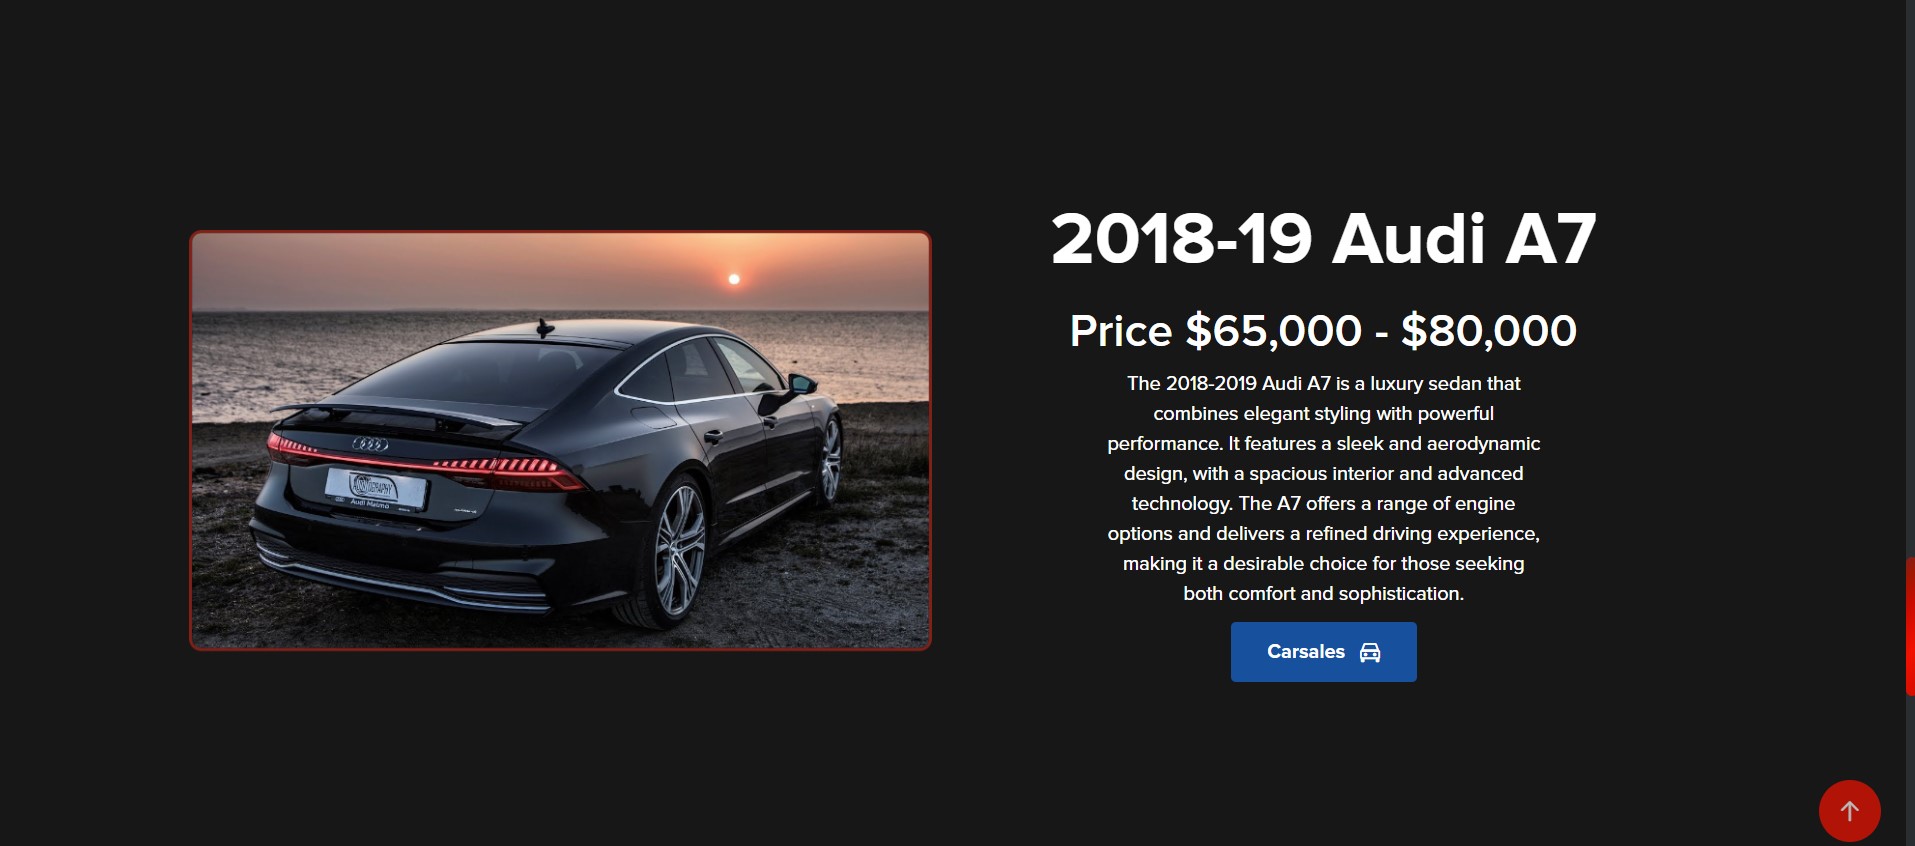 2018-19 Audi A7
Price $65,000 - $80,000
The 2018-2019 Audi A7 is a luxury sedan that
combines elegant styling with powerful
performance. It features a sleek and aerodynamic
design, with a spacious interior and advanced
technology. The A7 offers a range of engine
options and delivers a refined driving experience,
making it a desirable choice for those seeking
both comfort and sophistication.
Carsales
Audi Malmö